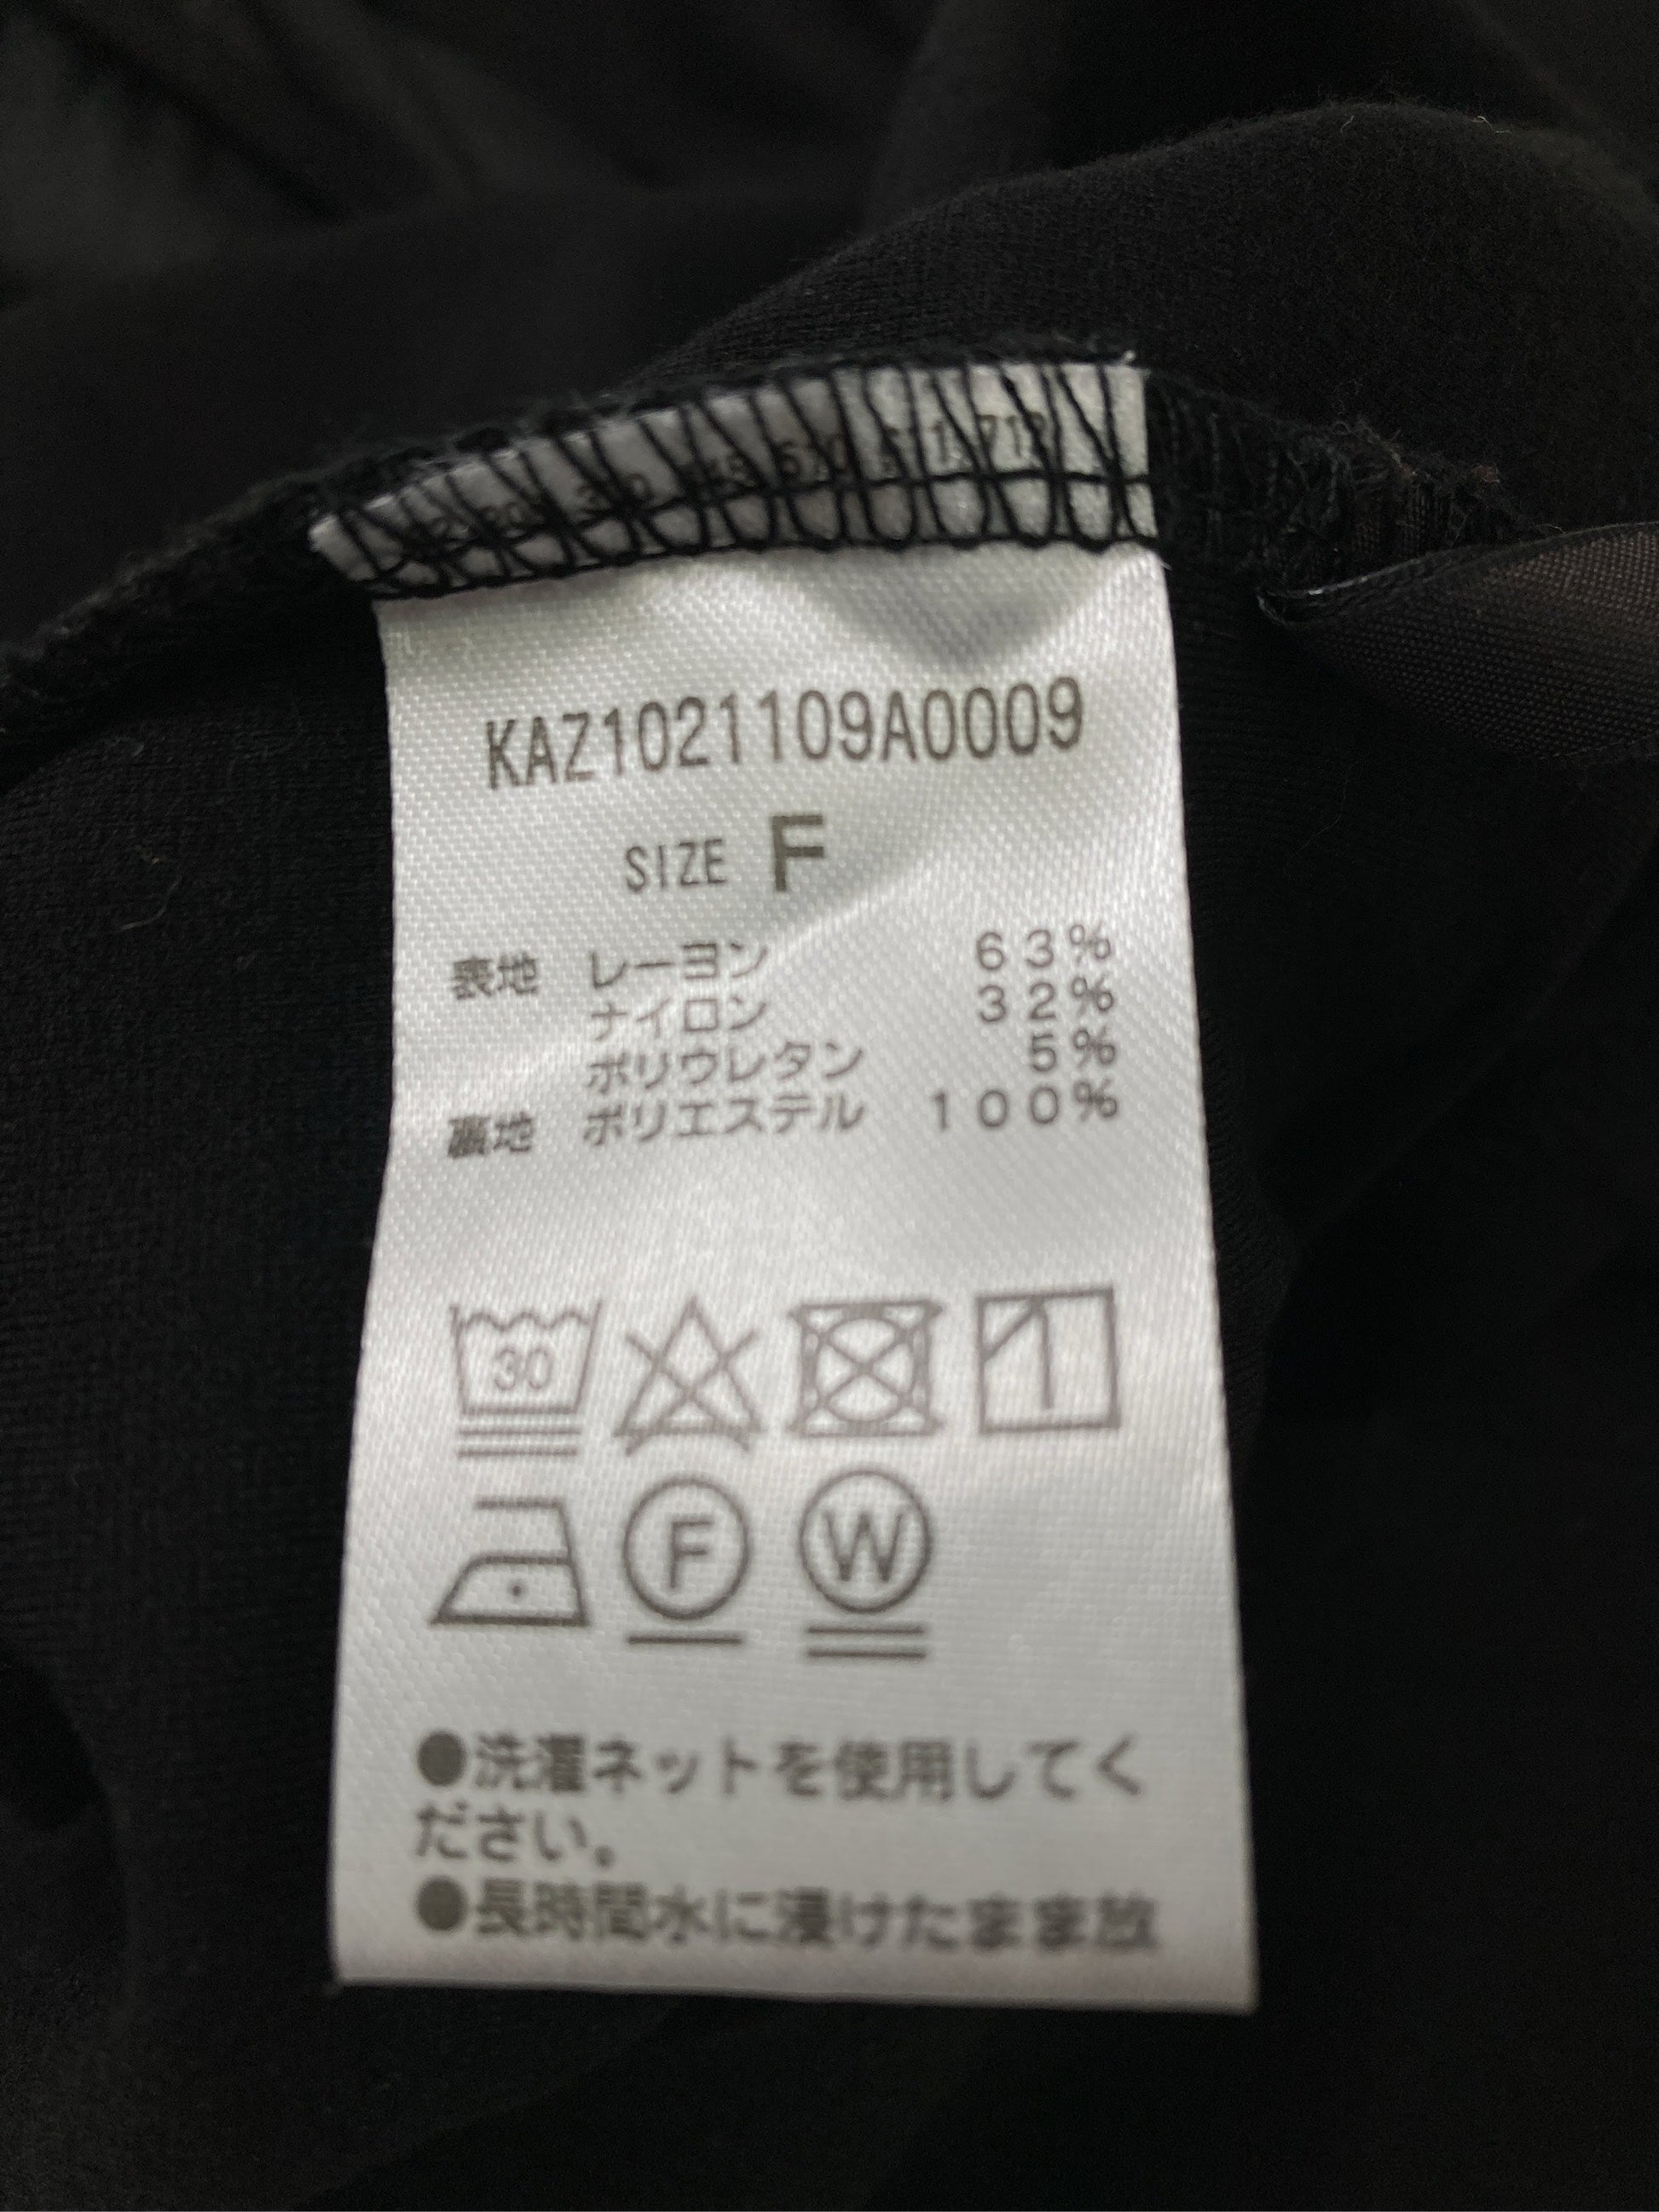 KAZ1021109A0009
SIZE F
表地 レーヨン 63%
ナイロン 32%
ポリウレタン 5%
裏地 ポリエステル 100%
30
F
W
●洗濯ネットを使用してく
ださい。
●長時間水に浸けたまま放